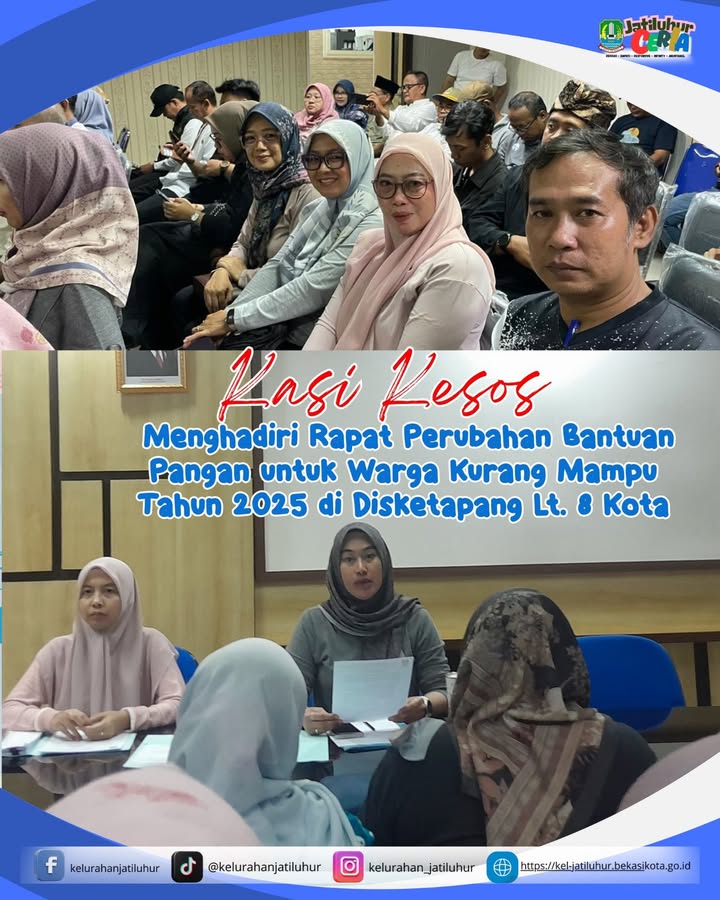 Jatiluhur
CERIA
Kasi Kesos
Menghadiri Rapat Perubahan Bantuan
Pangan untuk Warga Kurang Mampu
Tahun 2025 di Disketapang Lt. 8 Kota
kelurahanjatiluhur
@kelurahanjatiluhur
kelurahan_jatiluhur
https://kel-jatiluhur.bekasikota.go.id